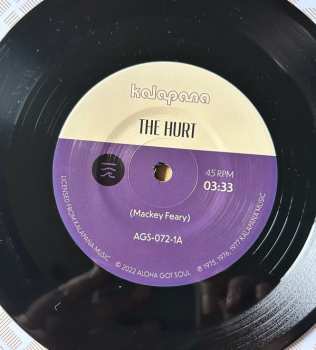 kalapana
THE HURT
45 RPM
03:33
(Mackey Feary)
AGS-072-1A
LICENSED FROM KALAPANA MUSIC
© 2022 ALOHA GOT SOUL
℗ 1975, 1976, 1977 KALAPANA MUSIC